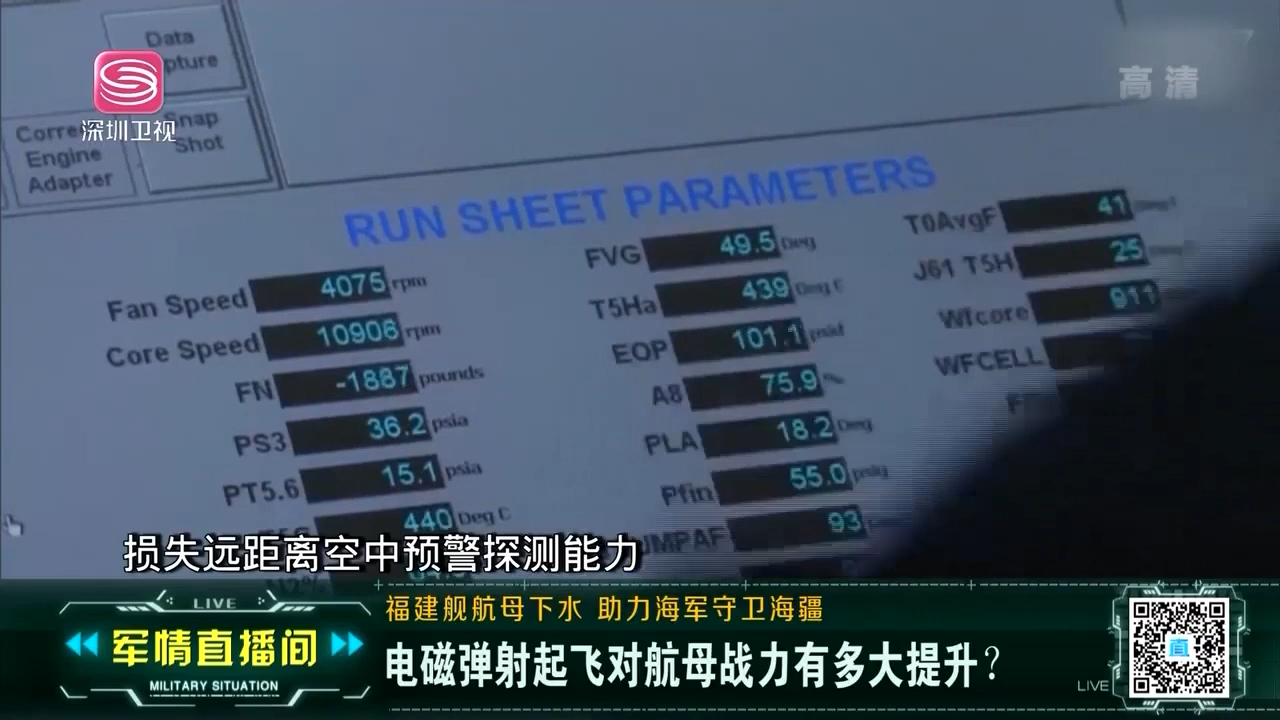 Data
pture
高清
深圳卫视
Corre
Engine
Adapter
Snap
Shot
RUN SHEET PARAMETERS
Fan Speed 4075 rpm
Core Speed 10906 rpm
FN -1887 pounds
PS3 36.2 psia
PT5.6 15.1 psia
440 Deg C
FVG 49.5 Deg
T5Ha 439 Deg C
EOP 101.1 psid
A8 75.9 %
PLA 18.2 Deg
Pfin 55.0 psig
JMPAF 93
T0AvgF 41
J61 T5H 25
Wfcore 911
WFCELL
损失远距离空中预警探测能力
LIVE
军情直播间
MILITARY SITUATION
福建舰航母下水 助力海军守卫海疆
电磁弹射起飞对航母战力有多大提升?
LIVE
直